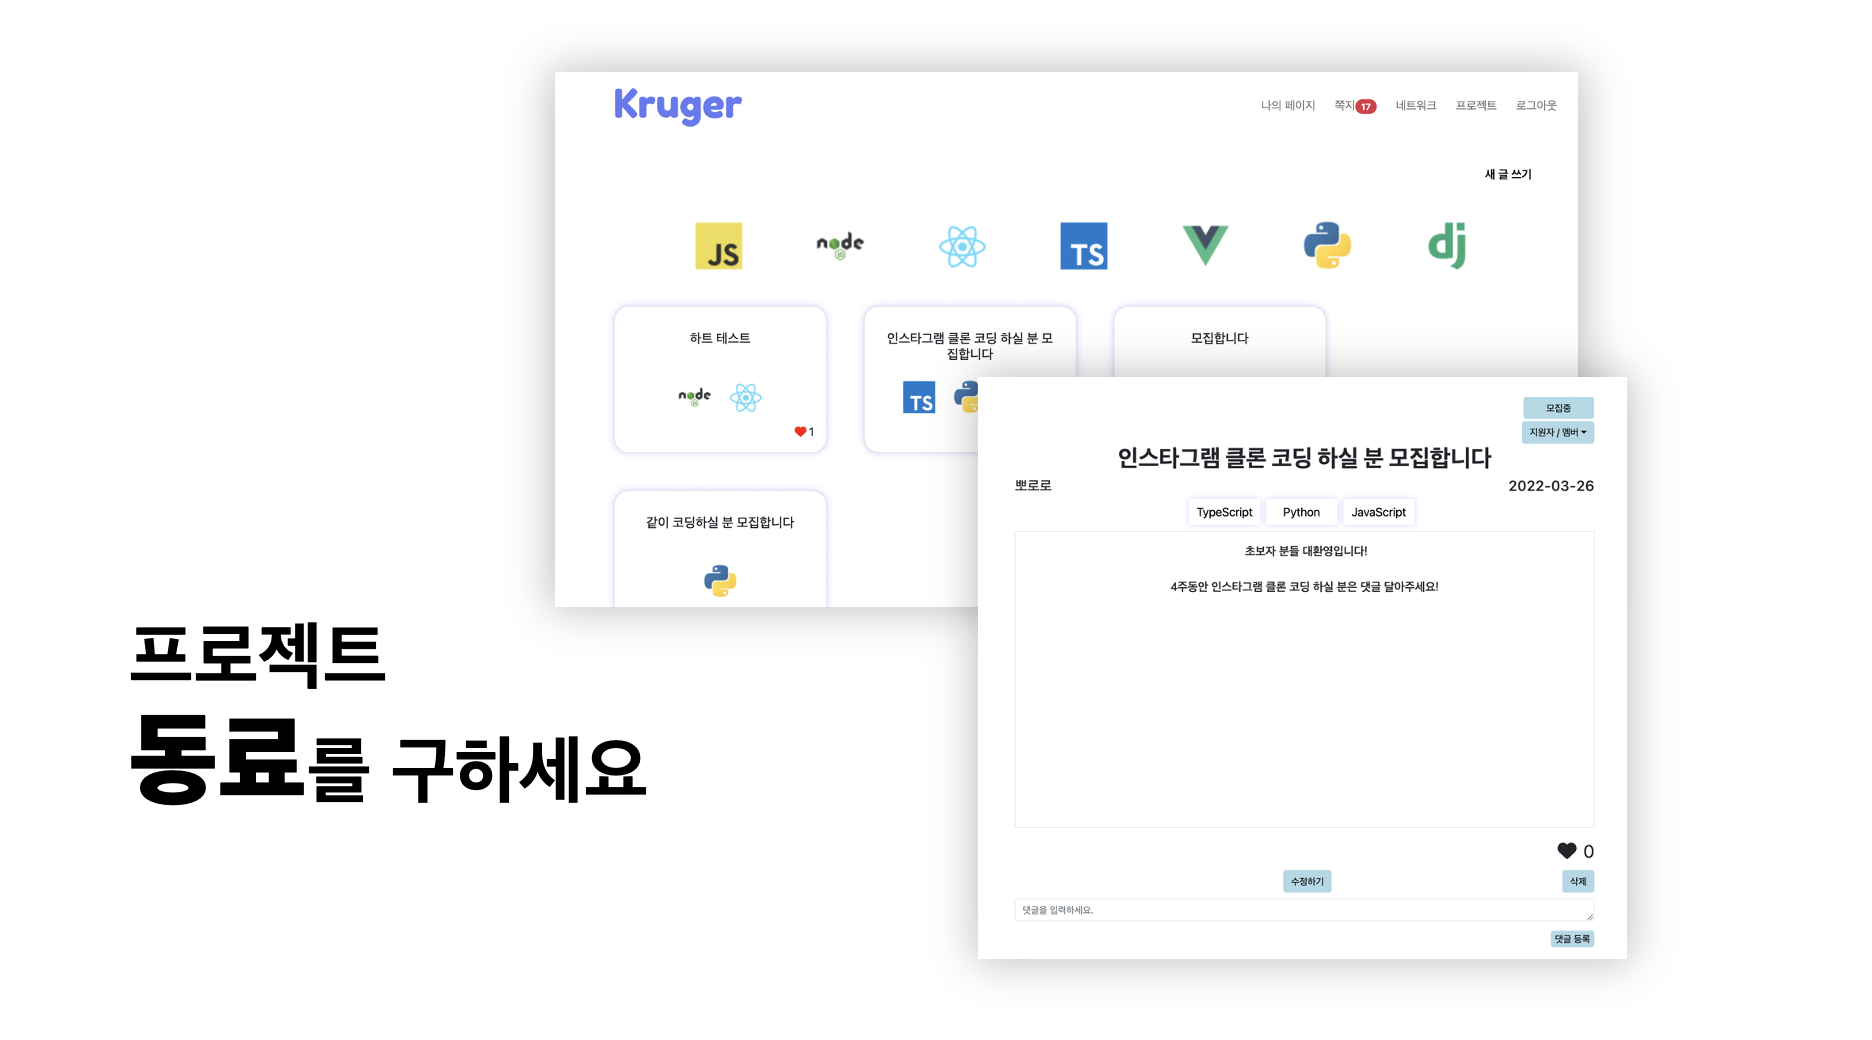 Kruger
나의 페이지 쪽지 17 네트워크 프로젝트 로그아웃
새 글 쓰기
JS node JS TS dj
하트 테스트
node JS
1
인스타그램 클론 코딩 하실 분 모
집합니다
TS
모집합니다
같이 코딩하실 분 모집합니다
모집중
지원자 / 멤버
인스타그램 클론 코딩 하실 분 모집합니다
뽀로로 2022-03-26
TypeScript Python JavaScript
초보자 분들 대환영입니다!
4주동안 인스타그램 클론 코딩 하실 분은 댓글 달아주세요!
0
수정하기 삭제
댓글을 입력하세요.
댓글 등록
프로젝트
동료를 구하세요